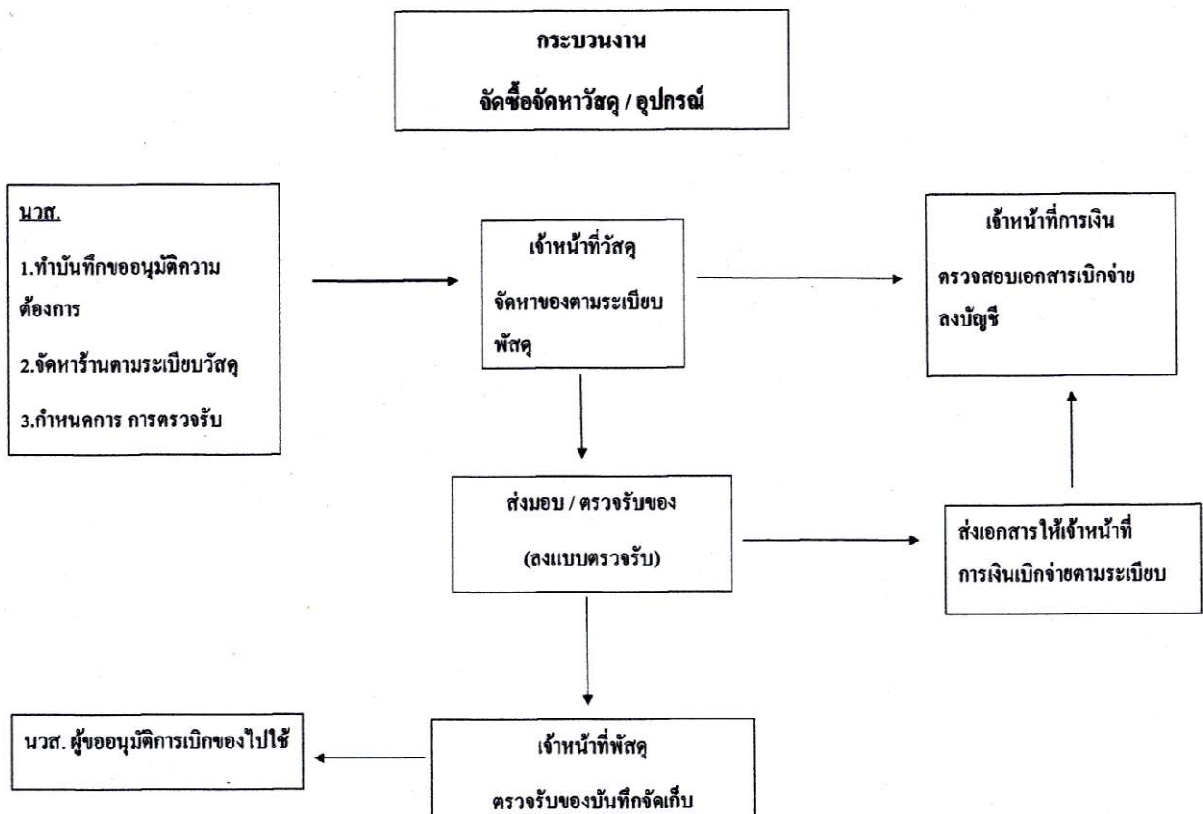 กระบวนงาน
จัดซื้อจัดหาวัสดุ / อุปกรณ์
นวส.
1.ทำบันทึกขออนุมัติความ
ต้องการ
2.จัดหาร้านตามระเบียบวัสดุ
3.กำหนดการ การตรวจรับ
เจ้าหน้าที่วัสดุ
จัดหาของตามระเบียบ
พัสดุ
เจ้าหน้าที่การเงิน
ตรวจสอบเอกสารเบิกจ่าย
ลงบัญชี
ส่งมอบ / ตรวจรับของ
(ลงแบบตรวจรับ)
ส่งเอกสารให้เจ้าหน้าที่
การเงินเบิกจ่ายตามระเบียบ
นวส. ผู้ขออนุมัติการเบิกของไปใช้
เจ้าหน้าที่พัสดุ
ตรวจรับของบันทึกจัดเก็บ